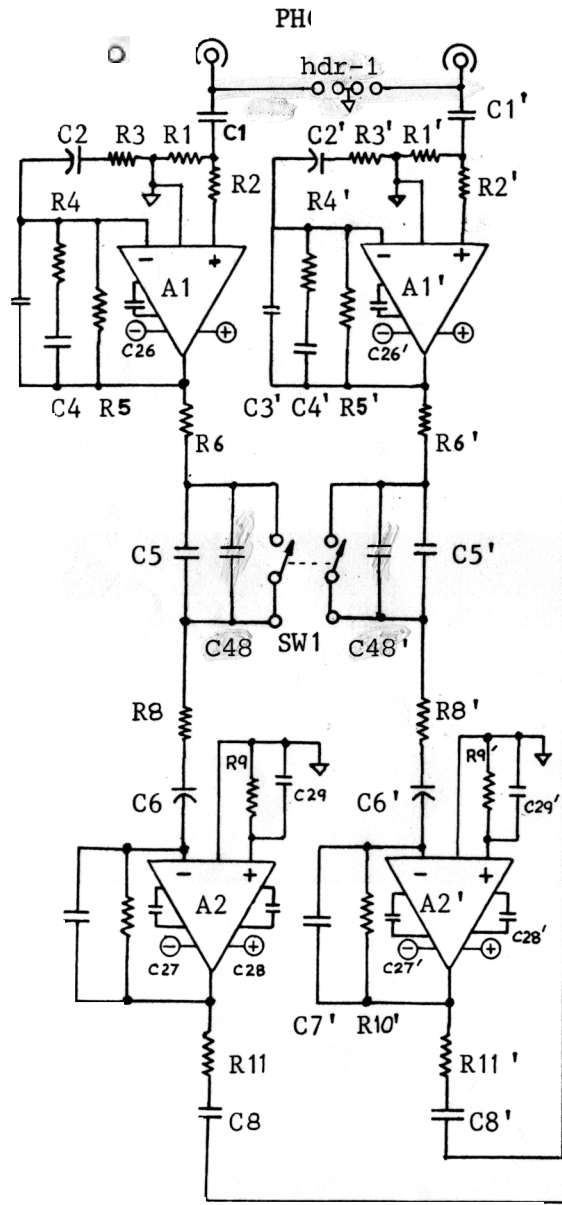 PH
hdr-1
C1 C1'
C2 R3 R1 C2' R3' R1'
R2 R2'
R4 R4'
- + - +
A1 A1'
- + - +
C26 C26'
C4 R5 C3' C4' R5'
R6 R6'
C5 C5'
C48 SW1 C48'
R8 R8'
R9 R9'
C6 C29 C6' C29'
- + - +
A2 A2'
- + - +
C27 C28 C27' C28'
C7' R10'
R11 R11'
C8 C8'